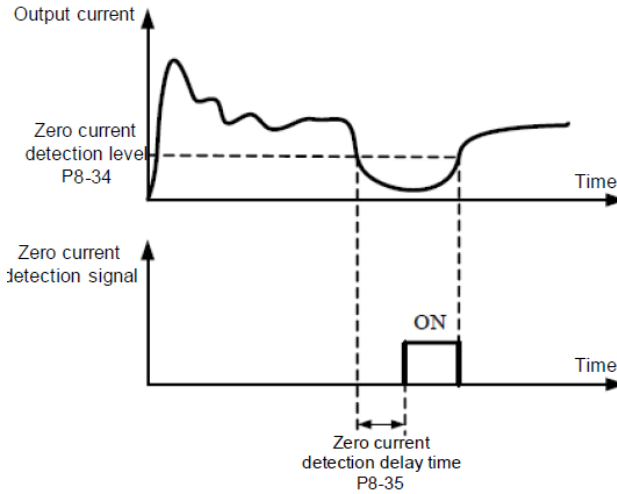 Output current
Zero current
detection level
P8-34
Time
Zero current
detection signal
ON
Time
Zero current
detection delay time
P8-35